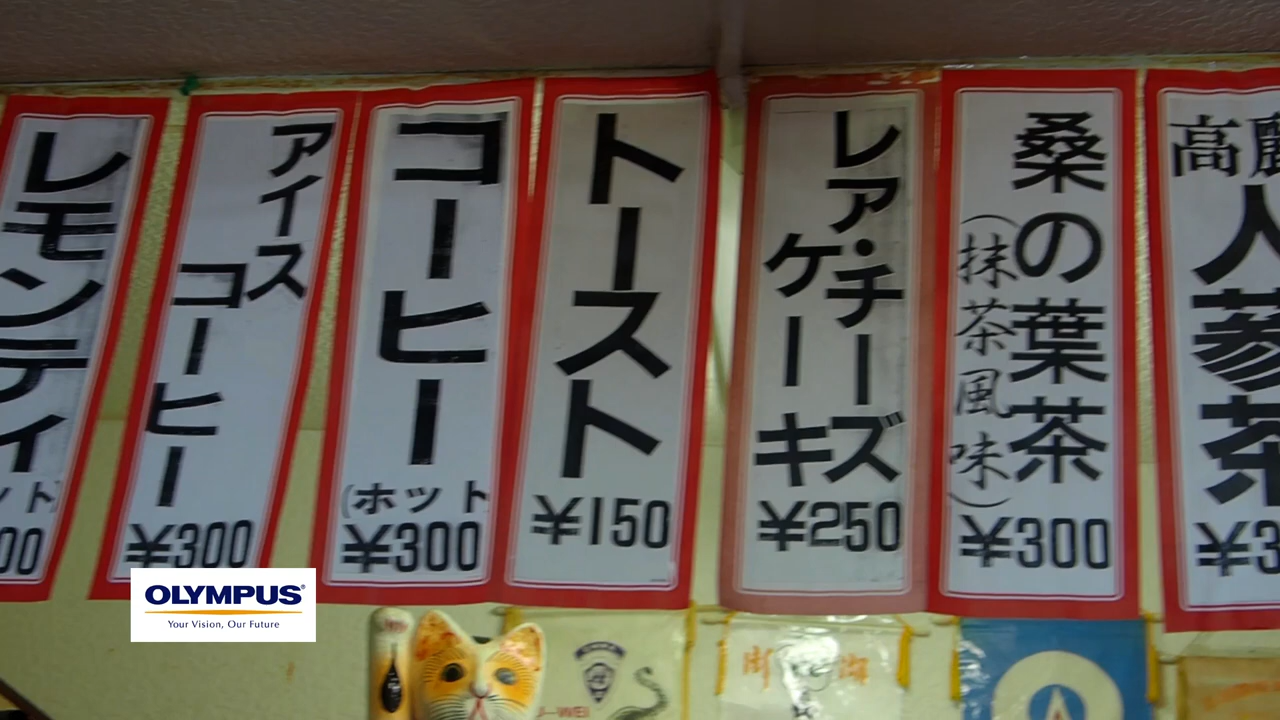 レモンティ
アイス
コーヒー
¥300
コーヒー
(ホット
¥300
トースト
¥150
レア・チーズ
ケーキ
¥250
桑の葉茶
(抹茶風味)
¥300
高麗
人蔘茶
OLYMPUS
Your Vision, Our Future